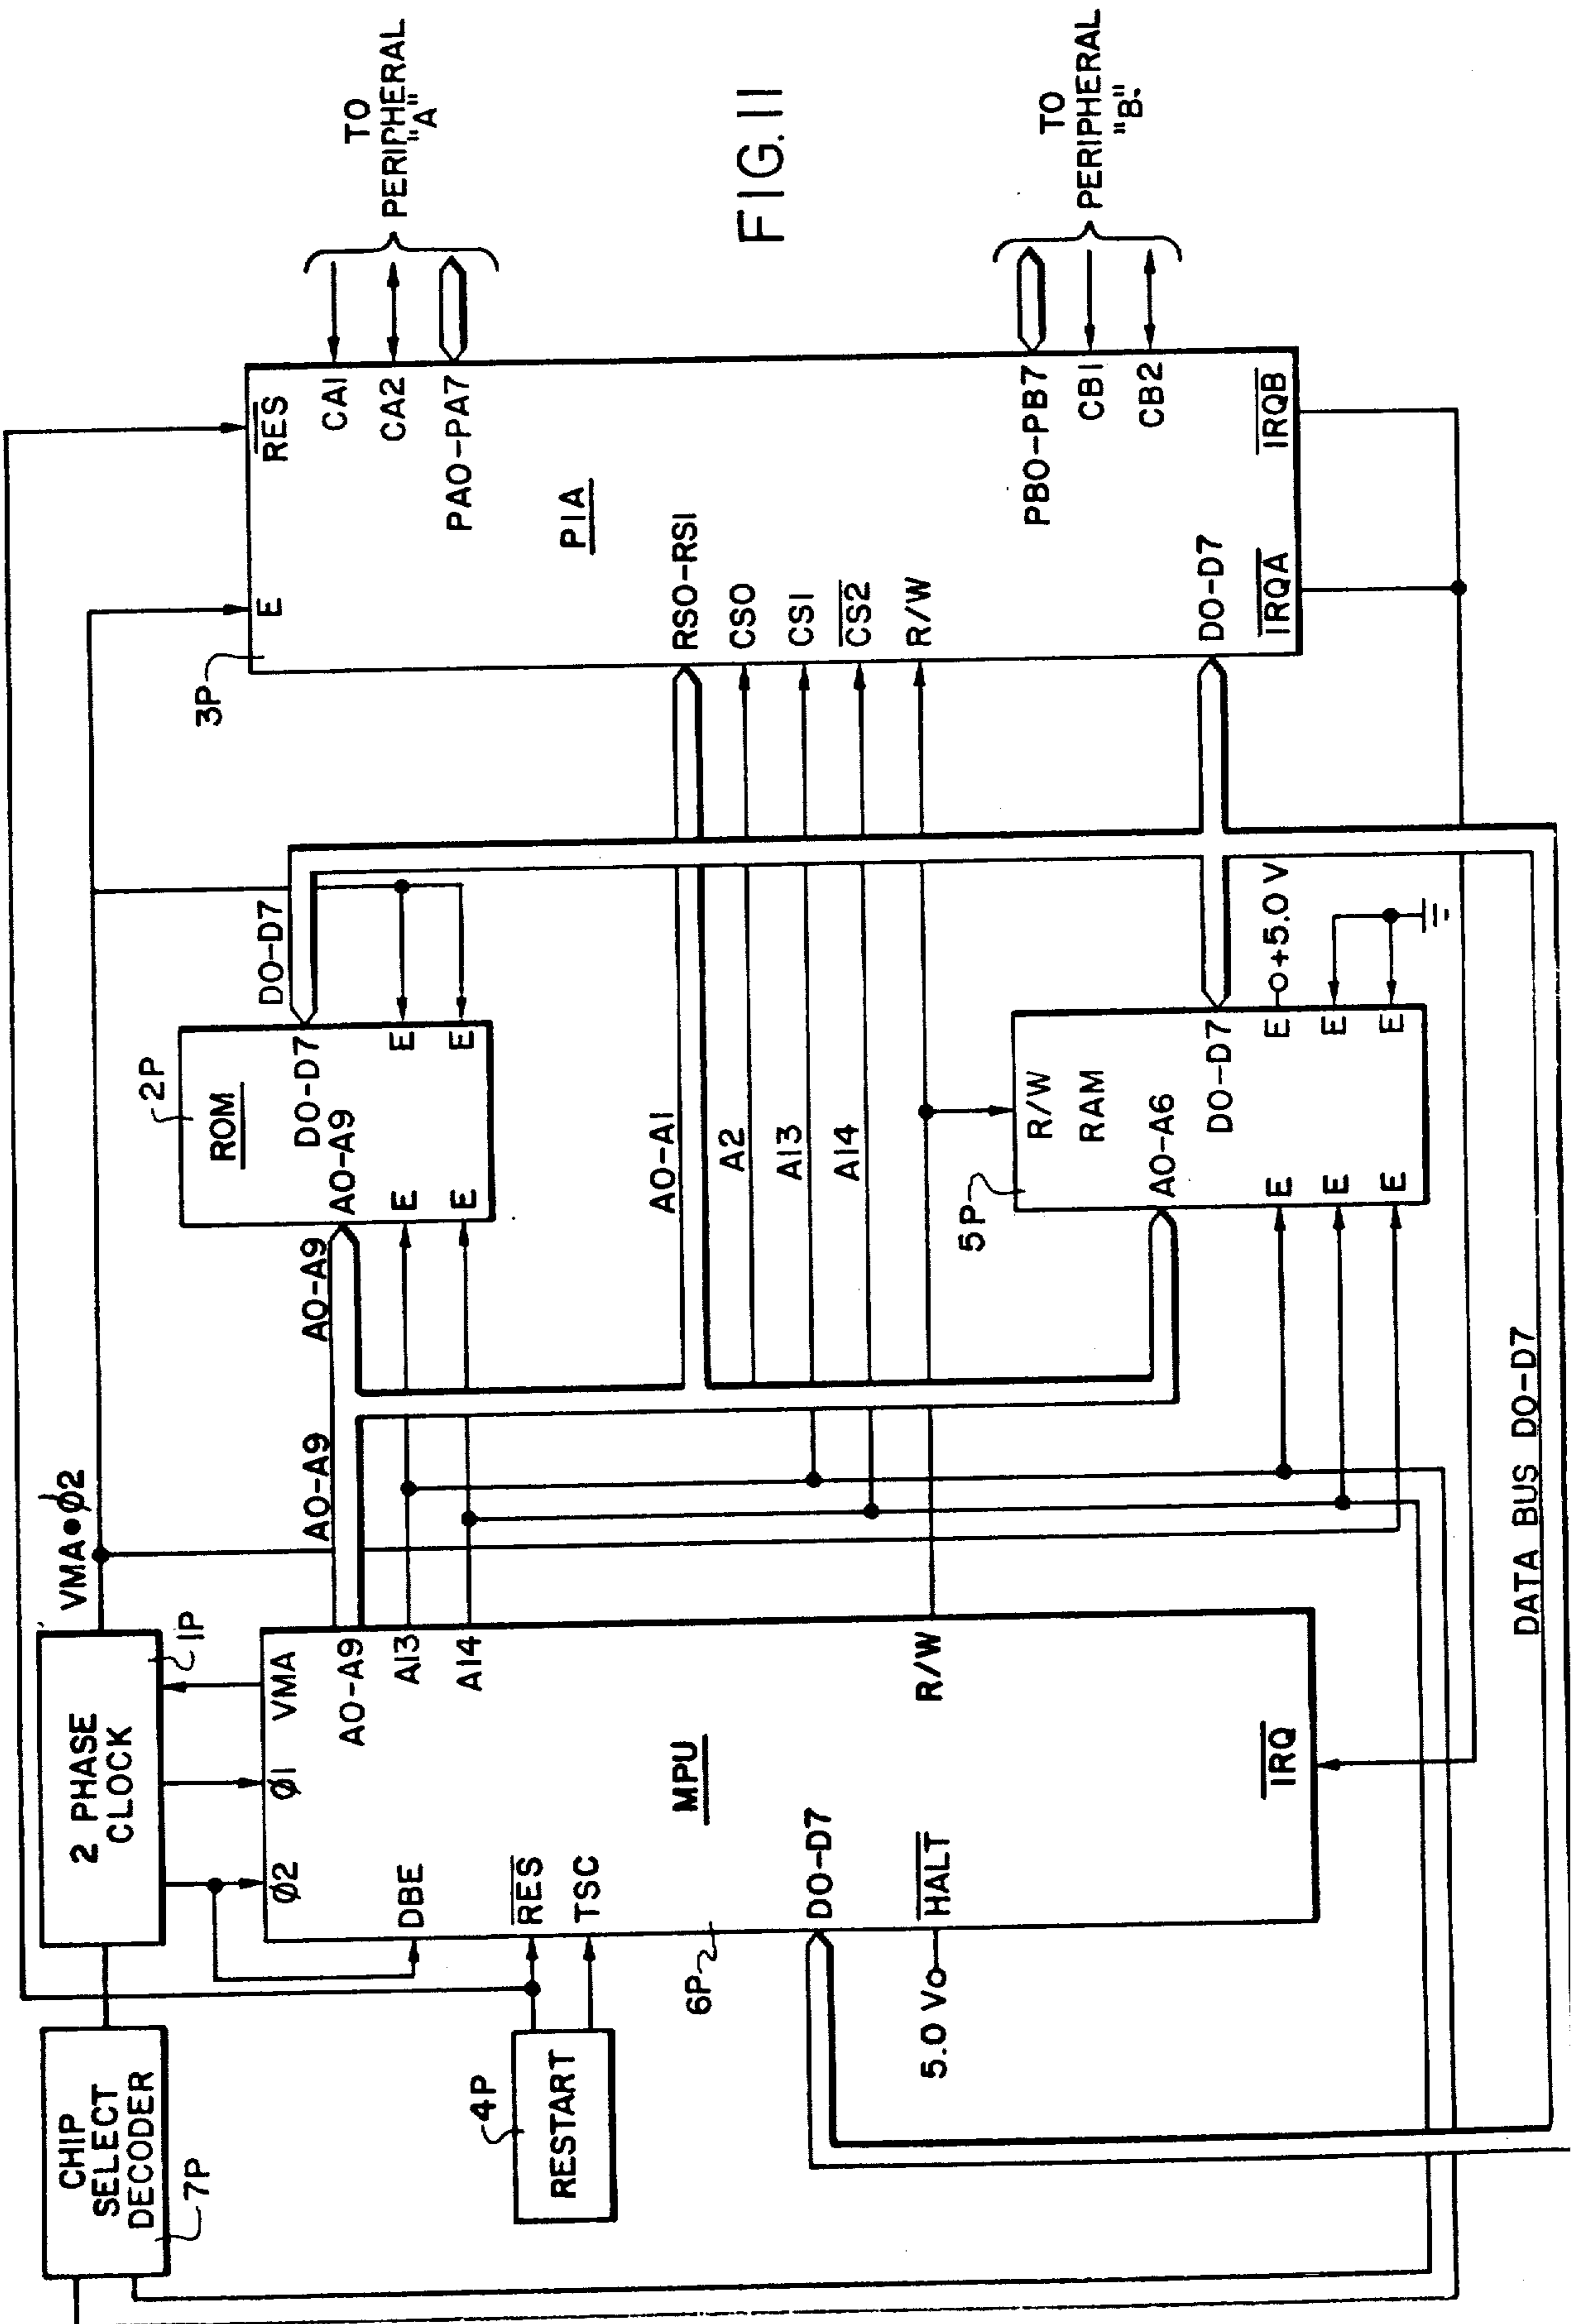 FIG. 11
CHIP
SELECT
DECODER
7P
2 PHASE
CLOCK
1P
VMA•ϕ2
4P
RESTART
ϕ2
ϕ1
VMA
DBE
RES
TSC
A0-A9
A13
A14
MPU
6P
D0-D7
HALT
5.0 V
R/W
IRQ
A0-A9
A0-A9
2P
ROM
D0-D7
A0-A9
E
E
E
E
D0-D7
A0-A1
A2
A13
A14
5P
R/W
RAM
A0-A6
D0-D7
E
E
E
E
E
E
+5.0 V
DATA BUS D0-D7
3P
E
RES
CA1
CA2
PA0-PA7
PIA
RS0-RS1
CS0
CS1
CS2
R/W
PB0-PB7
CB1
CB2
D0-D7
IRQA
IRQB
TO
PERIPHERAL
"A"
TO
PERIPHERAL
"B"